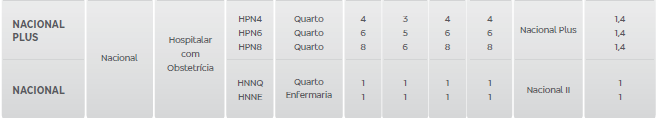 NACIONAL PLUS
Nacional
Hospitalar com Obstetrícia
HPN4 Quarto 4 3 4 4 Nacional Plus 1,4
HPN6 Quarto 6 5 6 6 1,4
HPN8 Quarto 8 6 8 8 1,4
NACIONAL
HNNQ Quarto 1 1 1 1 Nacional II 1
HNNE Enfermaria 1 1 1 1 1